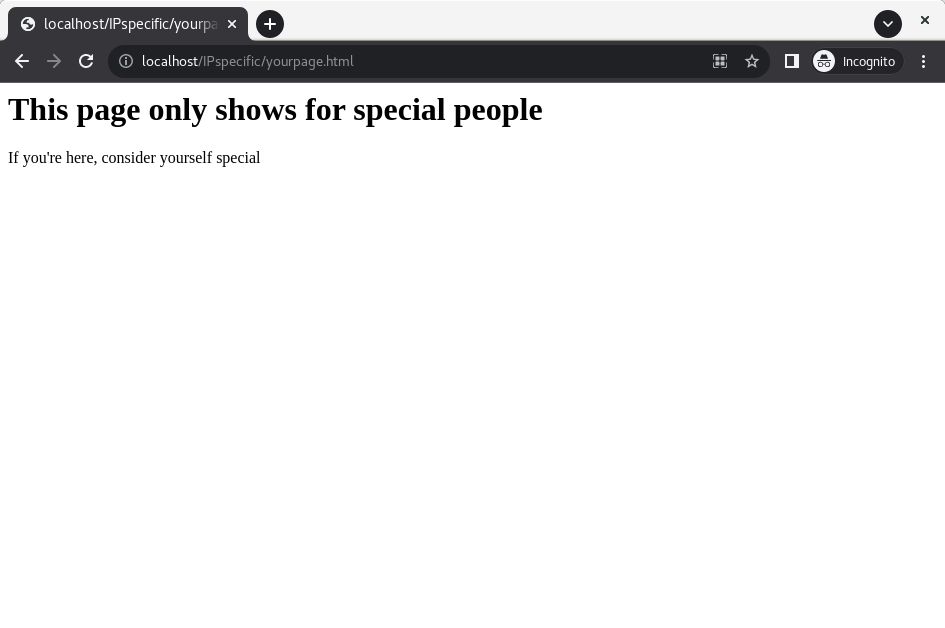 localhost/IPspecific/yourpa
localhost/IPspecific/yourpage.html
Incognito
This page only shows for special people
If you're here, consider yourself special